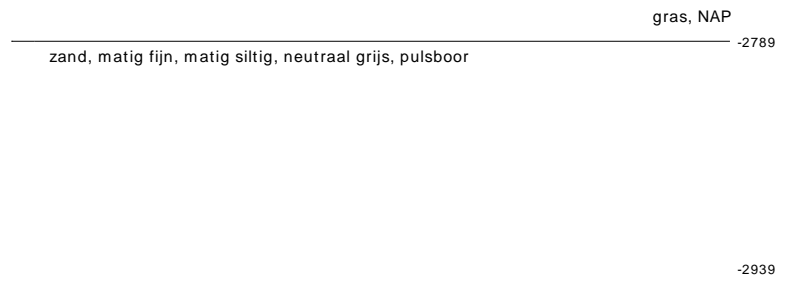 gras, NAP
-2789
zand, matig fijn, matig siltig, neutraal grijs, pulsboor
-2939